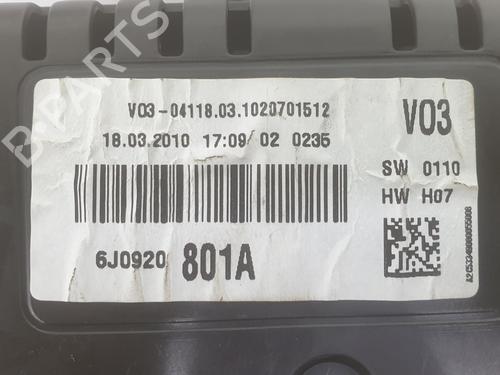 V03-04118.03.1020701512
18.03.2010 17:09 02 0235
V03
SW 0110
HW H07
6J0920 801A
A2C53348000055008
B-PARTS